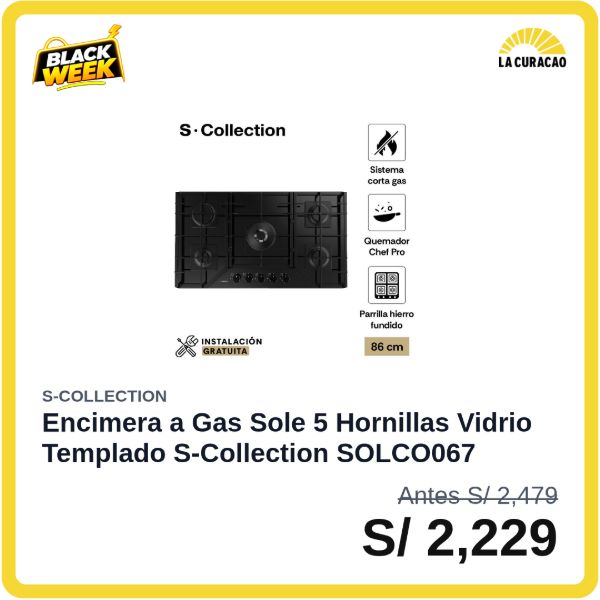 BLACK
WEEK
LA CURACAO
S·Collection
Sistema
corta gas
Quemador
Chef Pro
Parrilla hierro
fundido
86 cm
INSTALACIÓN
GRATUITA
S-COLLECTION
Encimera a Gas Sole 5 Hornillas Vidrio
Templado S-Collection SOLCO067
Antes S/ 2,479
S/ 2,229